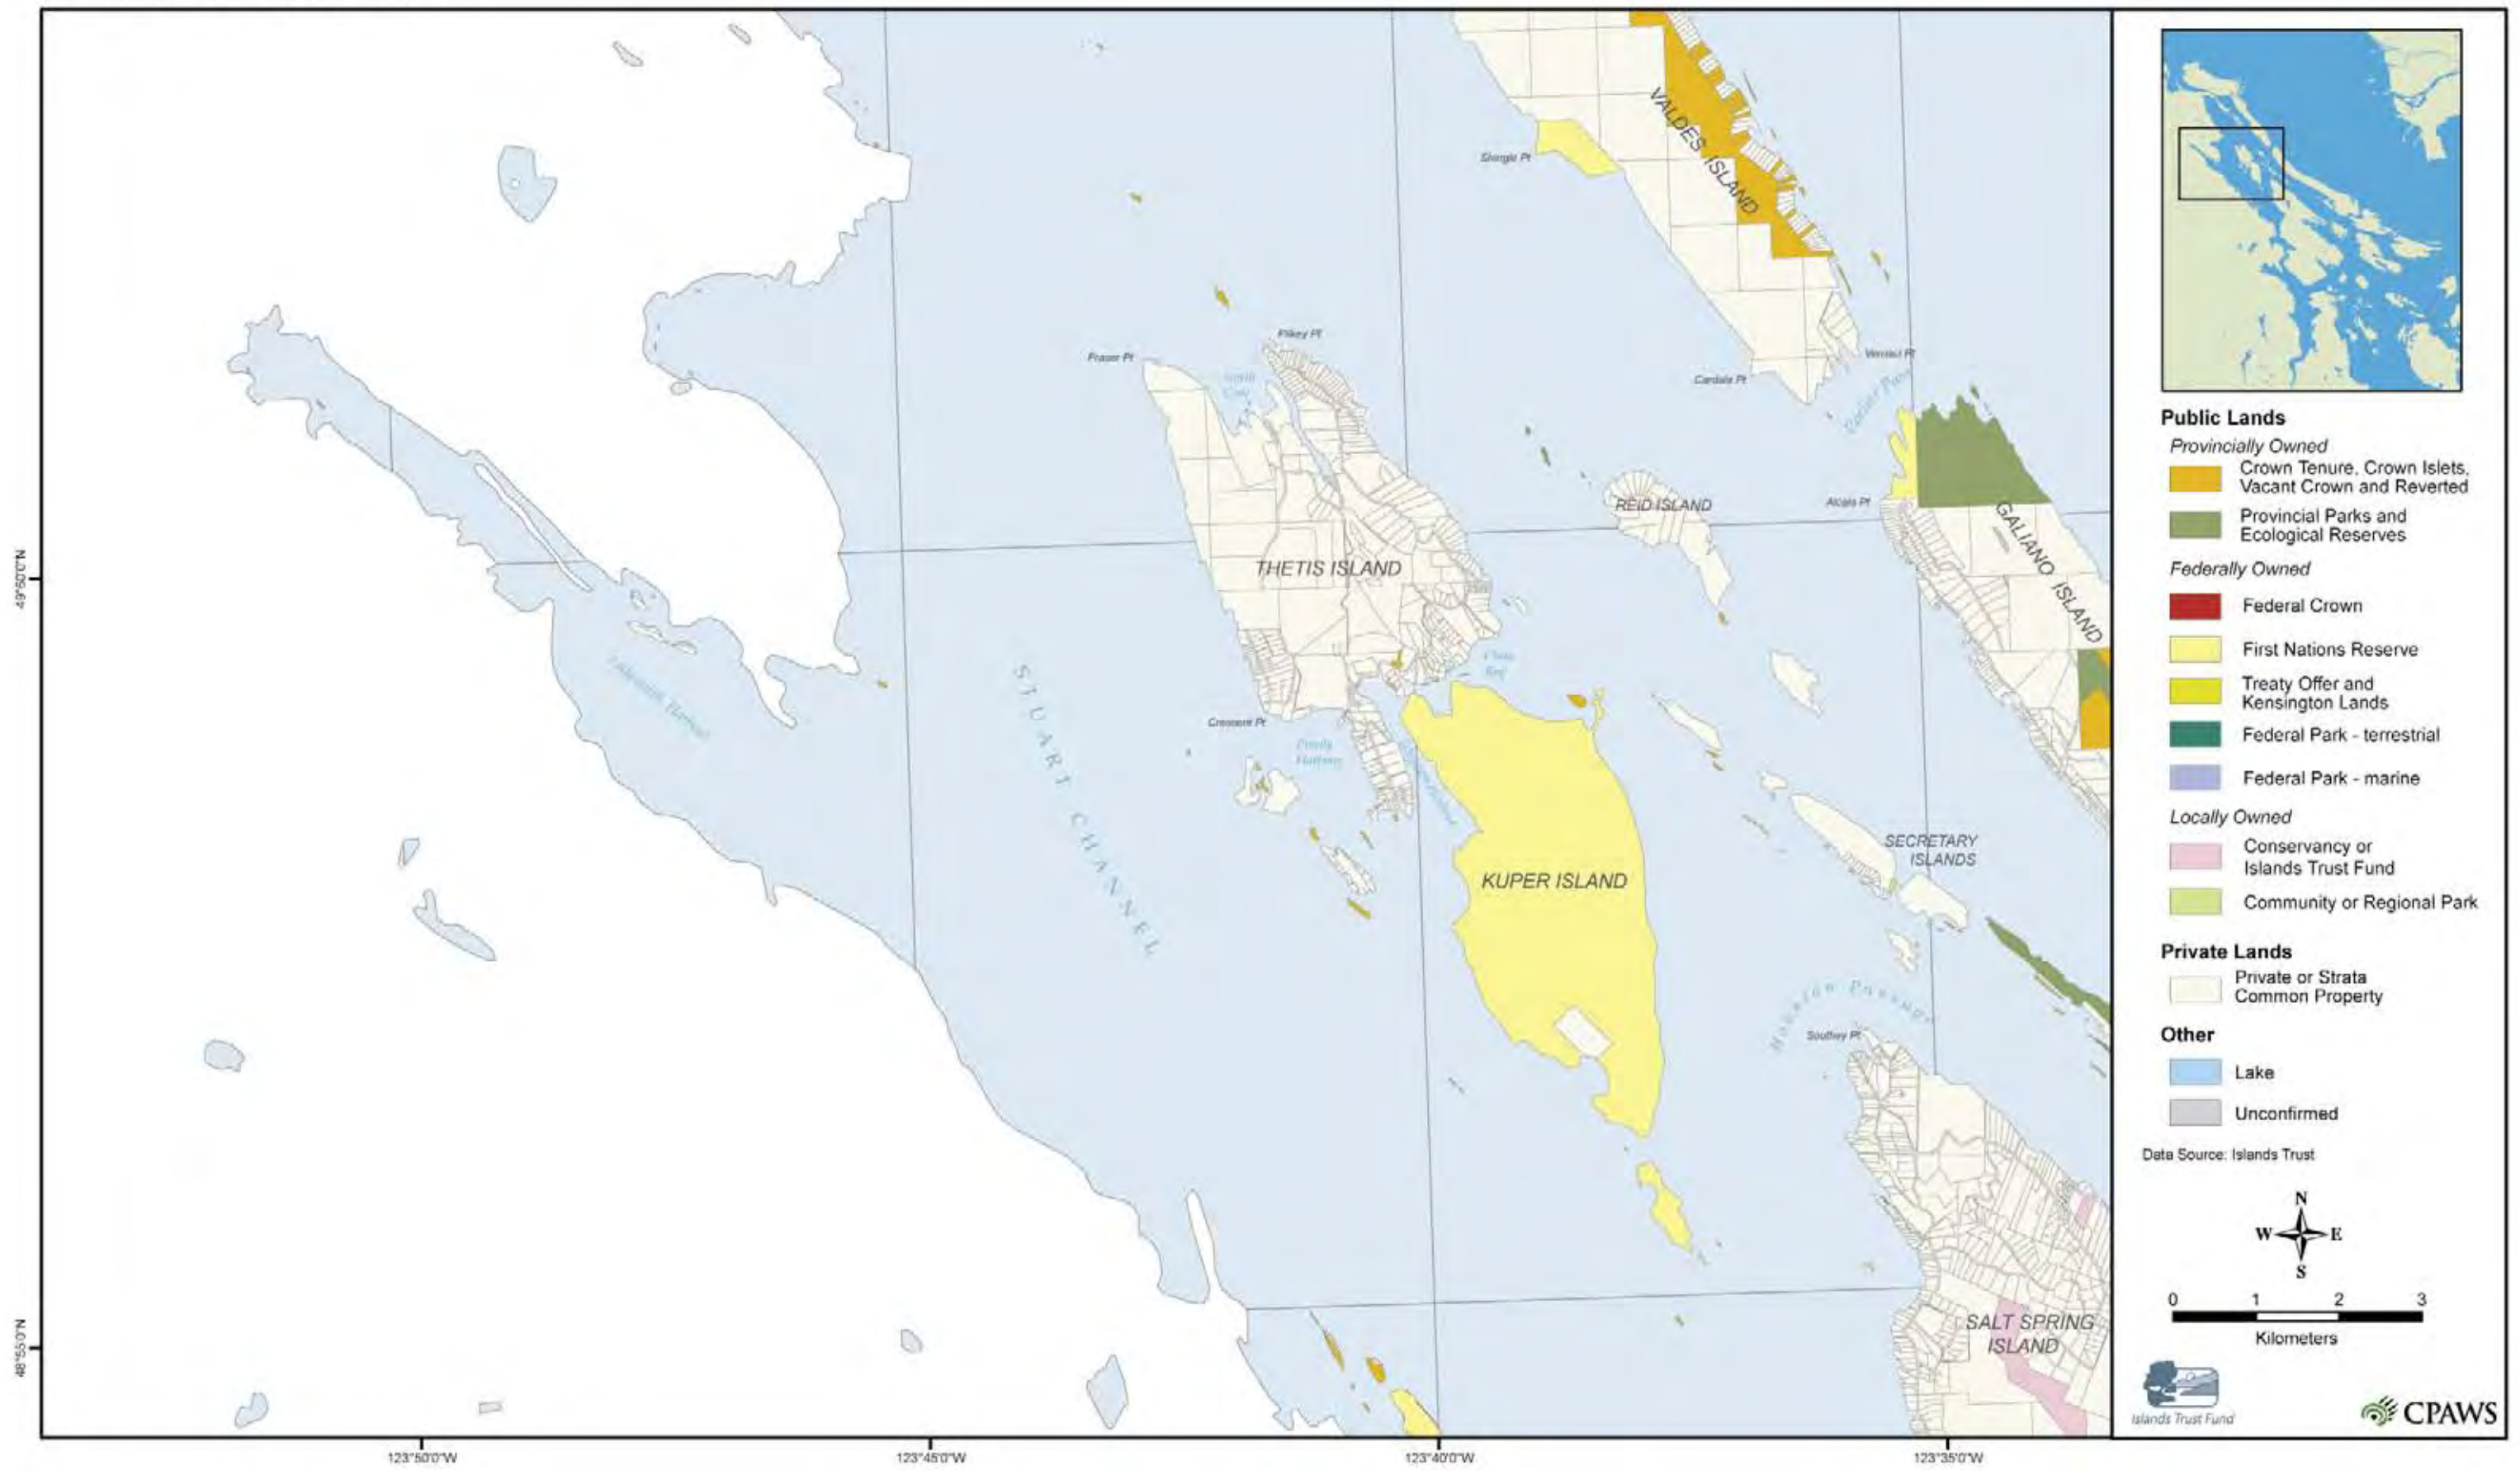 VALDES ISLAND
Shingle Pt
Pilkey Pt
Fraser Pt
Verdaui Pt
Cardale Pt
REID ISLAND
Alcala Pt
GALIANO ISLAND
THETIS ISLAND
STUART CHANNEL
Crescent Pt
SECRETARY
ISLANDS
KUPER ISLAND
Houston Passage
Southey Pt
SALT SPRING
ISLAND
48°55'0"N
123°50'0"W
123°45'0"W
123°40'0"W
123°35'0"W
Public Lands
Provincially Owned
Crown Tenure, Crown Islets,
Vacant Crown and Reverted
Provincial Parks and
Ecological Reserves
Federally Owned
Federal Crown
First Nations Reserve
Treaty Offer and
Kensington Lands
Federal Park - terrestrial
Federal Park - marine
Locally Owned
Conservancy or
Islands Trust Fund
Community or Regional Park
Private Lands
Private or Strata
Common Property
Other
Lake
Unconfirmed
Data Source: Islands Trust
N
W E
S
0 1 2 3
Kilometers
Islands Trust Fund
CPAWS